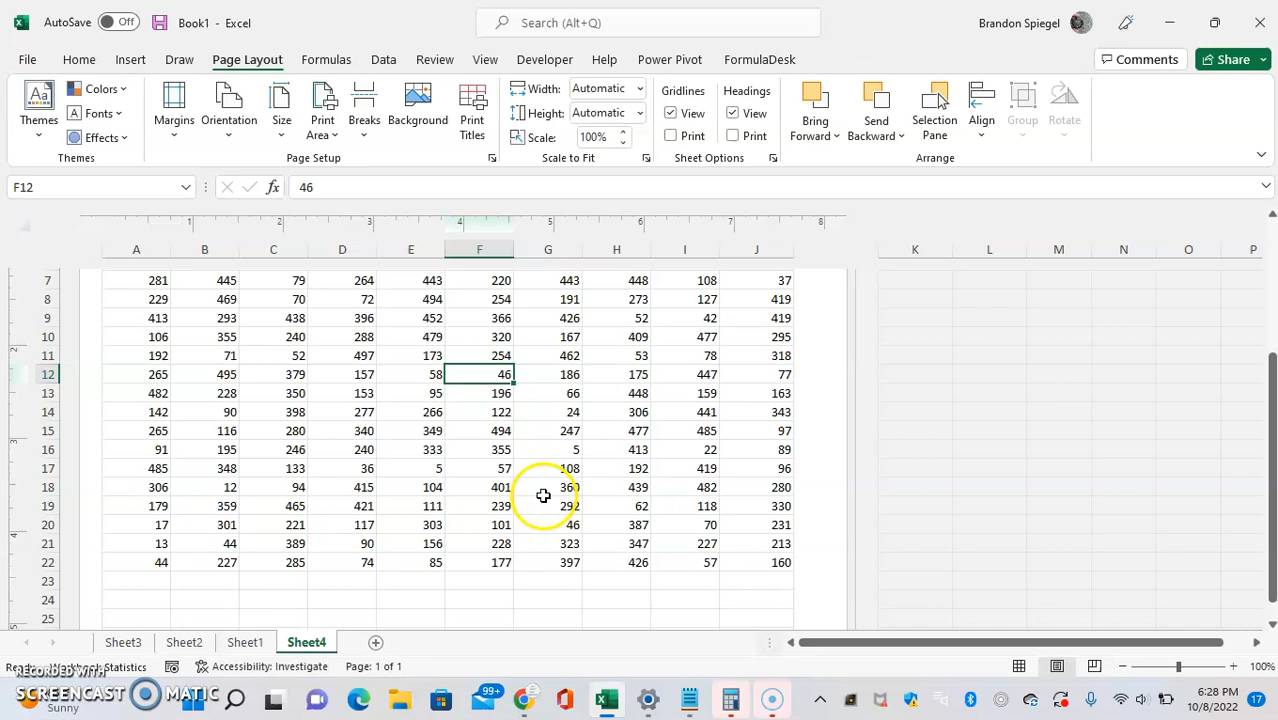 AutoSave Off Book1 - Excel Search (Alt+Q) Brandon Spiegel
File Home Insert Draw Page Layout Formulas Data Review View Developer Help Power Pivot FormulaDesk Comments Share
Themes Colors Fonts Effects Margins Orientation Size Print Area Breaks Background Print Titles Width: Automatic Height: Automatic Scale: 100% Gridlines View Print Headings View Print Bring Forward Send Backward Selection Pane Align Group Rotate
Themes Page Setup Scale to Fit Sheet Options Arrange
F12 fx 46
1 2 3 4 5 6 7 8
A B C D E F G H I J K L M N O P
7 281 445 79 264 443 220 443 448 108 37
8 229 469 70 72 494 254 191 273 127 419
9 413 293 438 396 452 366 426 52 42 419
10 106 355 240 288 479 320 167 409 477 295
11 192 71 52 497 173 254 462 53 78 318
12 265 495 379 157 58 46 186 175 447 77
13 482 228 350 153 95 196 66 448 159 163
14 142 90 398 277 266 122 24 306 441 343
15 265 116 280 340 349 494 247 477 485 97
16 91 195 246 240 333 355 5 413 22 89
17 485 348 133 36 5 57 108 192 419 96
18 306 12 94 415 104 401 360 439 482 280
19 179 359 465 421 111 239 292 62 118 330
20 17 301 221 117 303 101 46 387 70 231
21 13 44 389 90 156 228 323 347 227 213
22 44 227 285 74 85 177 397 426 57 160
23
24
25
Sheet3 Sheet2 Sheet1 Sheet4
Statistics Accessibility: Investigate Page: 1 of 1 100%
RECORDED WITH
SCREENCAST MATIC
Sunny 99+ 6:28 PM
10/8/2022 17